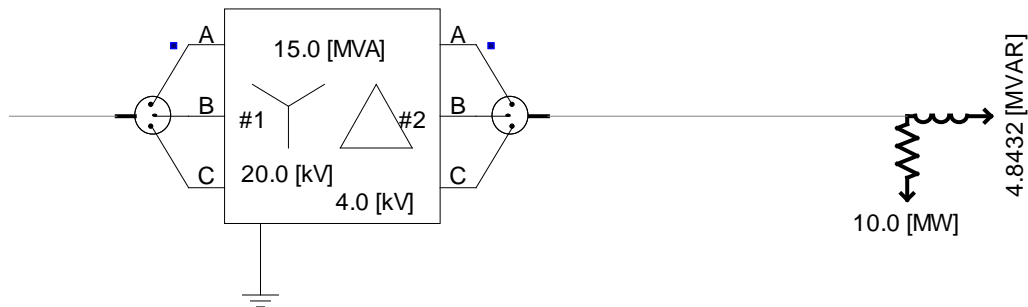 A
A
15.0 [MVA]
B
B
#1
#2
C
C
20.0 [kV]
4.0 [kV]
10.0 [MW]
4.8432 [MVAR]